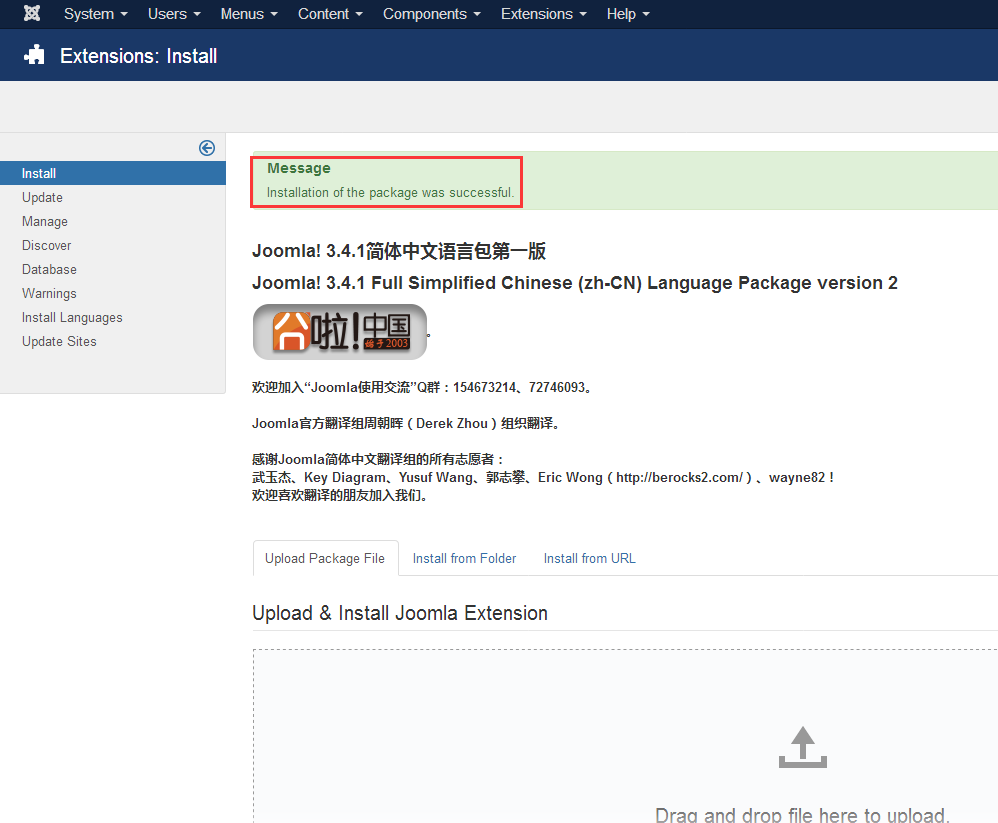 System Users Menus Content Components Extensions Help
Extensions: Install
Install
Update
Manage
Discover
Database
Warnings
Install Languages
Update Sites
Message
Installation of the package was successful.
Joomla! 3.4.1简体中文语言包第一版
Joomla! 3.4.1 Full Simplified Chinese (zh-CN) Language Package version 2
啦!中国
始于2003
。
欢迎加入“Joomla使用交流”Q群：154673214、72746093。
Joomla官方翻译组周朝晖（Derek Zhou）组织翻译。
感谢Joomla简体中文翻译组的所有志愿者：
武玉杰、Key Diagram、Yusuf Wang、郭志攀、Eric Wong（http://berocks2.com/）、wayne82！
欢迎喜欢翻译的朋友加入我们。
Upload Package File Install from Folder Install from URL
Upload & Install Joomla Extension
Drag and drop file here to upload.